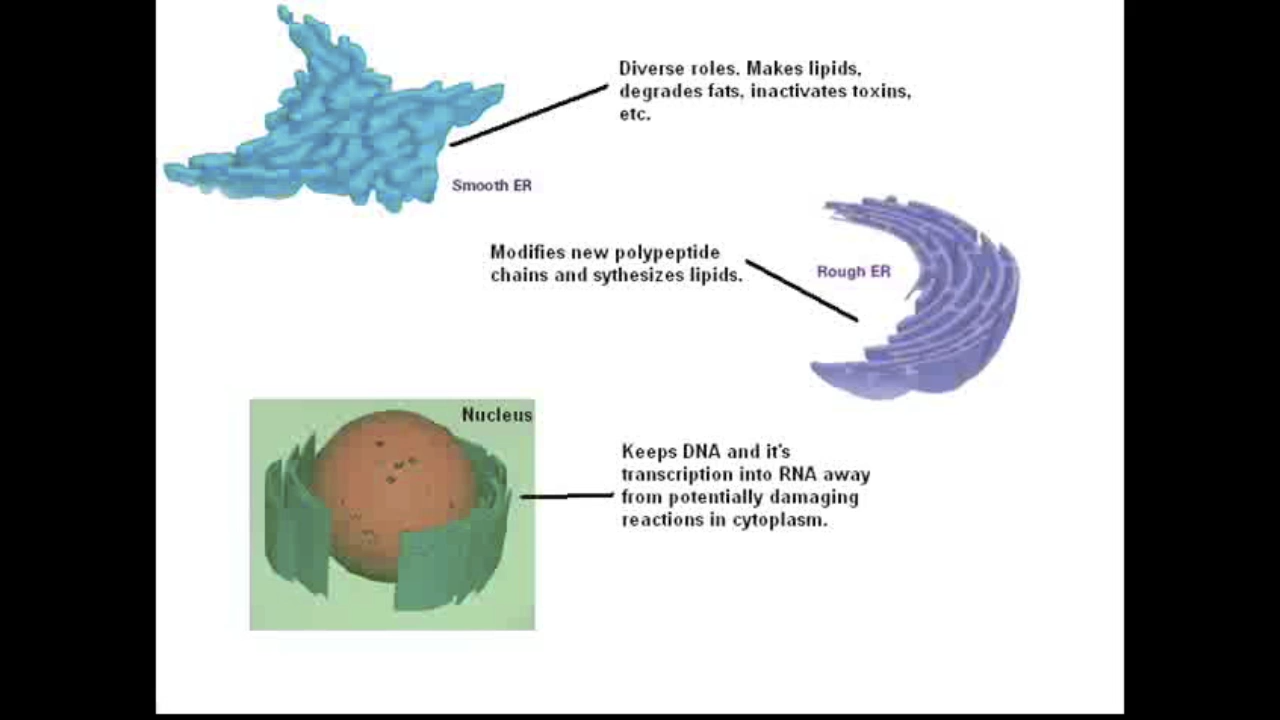 Diverse roles. Makes lipids,
degrades fats, inactivates toxins,
etc.
Smooth ER
Modifies new polypeptide
chains and sythesizes lipids.
Rough ER
Nucleus
Keeps DNA and it's
transcription into RNA away
from potentially damaging
reactions in cytoplasm.